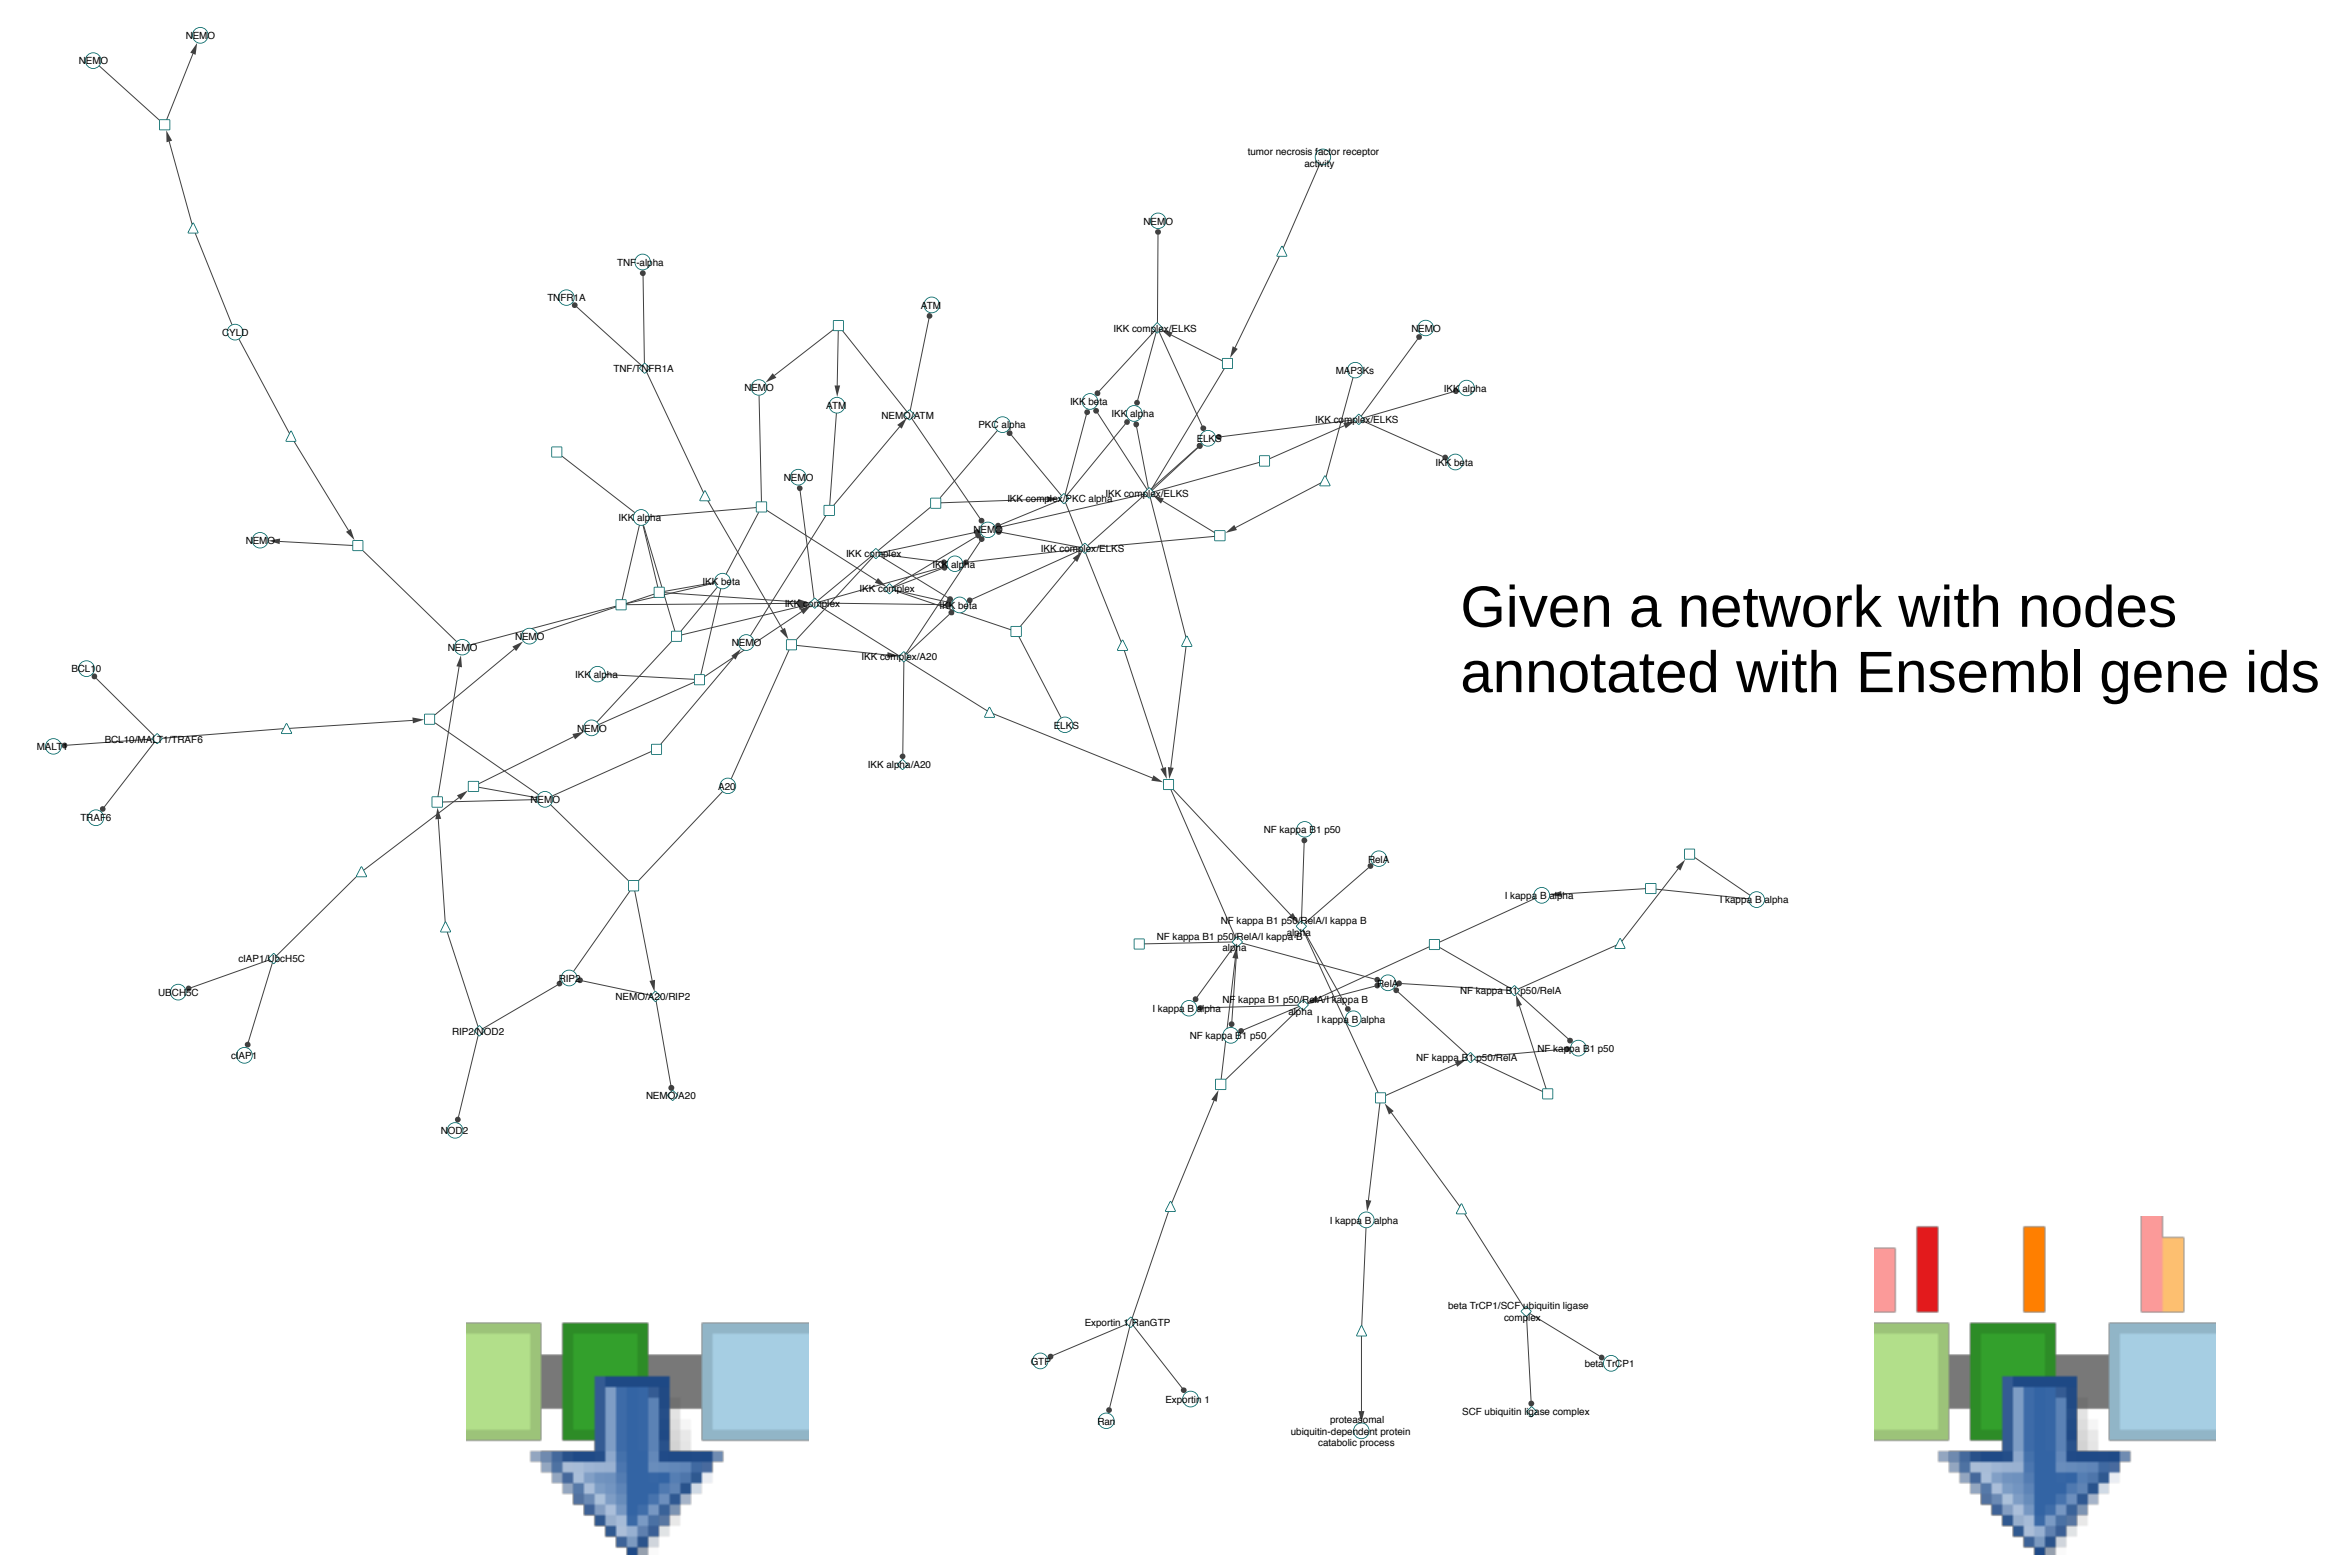 NEMO
NEMO
tumor necrosis factor receptor
activity
NEMO
TNF-alpha
TNFR1A
ATM
CYLD
IKK complex/ELKS
NEMO
TNF/TNFR1A
MAP3Ks
NEMO
IKK alpha
ATM
NEMO/ATM
IKK beta
IKK alpha
PKC alpha
IKK complex/ELKS
ELKS
IKK beta
NEMO
IKK complex/PKC alpha
IKK complex/ELKS
IKK alpha
NEMO
NEMO
IKK complex
IKK complex/ELKS
IKK alpha
IKK beta
IKK complex
IKK complex
IKK beta
Given a network with nodes
annotated with Ensembl gene ids
NEMO
NEMO
NEMO
IKK complex/A20
BCL10
IKK alpha
NEMO
ELKS
BCL10/MALT1/TRAF6
MALT1
IKK alpha/A20
A20
NEMO
TRAF6
NF kappa B1 p50
RelA
I kappa B alpha
I kappa B alpha
NF kappa B1 p50/RelA/I kappa B
alpha
NF kappa B1 p50/RelA/I kappa B
alpha
cIAP1/UbcH5C
RIP2
RelA
UBCH5C
NEMO/A20/RIP2
NF kappa B1 p50/RelA
NF kappa B1 p50/RelA/I kappa B
alpha
I kappa B alpha
I kappa B alpha
RIP2/NOD2
NF kappa B1 p50
NF kappa B1 p50
cIAP1
NF kappa B1 p50/RelA
NEMO/A20
NOD2
I kappa B alpha
beta TrCP1/SCF ubiquitin ligase
complex
Exportin 1/RanGTP
GTP
beta TrCP1
Exportin 1
SCF ubiquitin ligase complex
Ran
proteasomal
ubiquitin-dependent protein
catabolic process